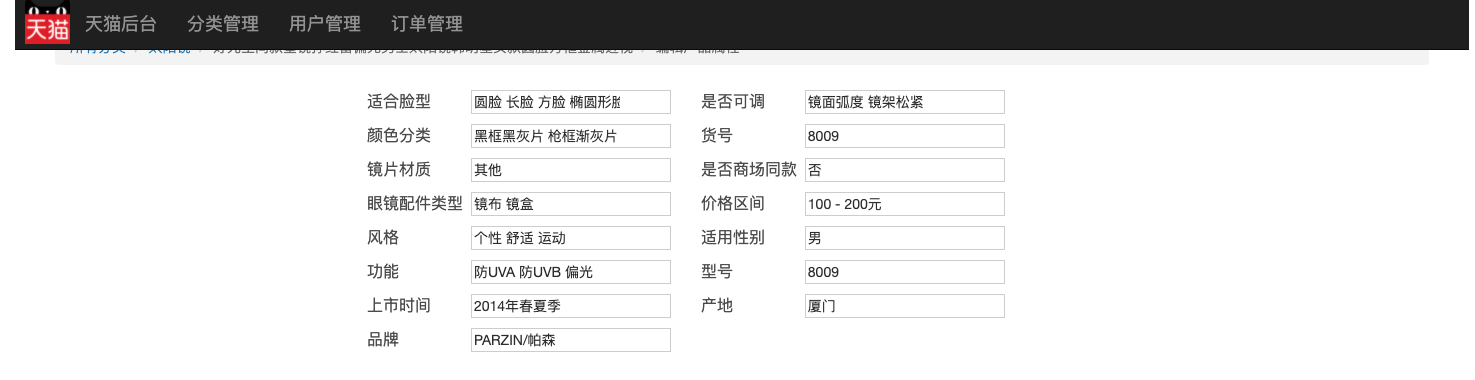 天猫 天猫后台 分类管理 用户管理 订单管理
适合脸型 圆脸 长脸 方脸 椭圆形 是否可调 镜面弧度 镜架松紧
颜色分类 黑框黑灰片 枪框渐灰片 货号 8009
镜片材质 其他 是否商场同款 否
眼镜配件类型 镜布 镜盒 价格区间 100 - 200元
风格 个性 舒适 运动 适用性别 男
功能 防UVA 防UVB 偏光 型号 8009
上市时间 2014年春夏季 产地 厦门
品牌 PARZIN/帕森